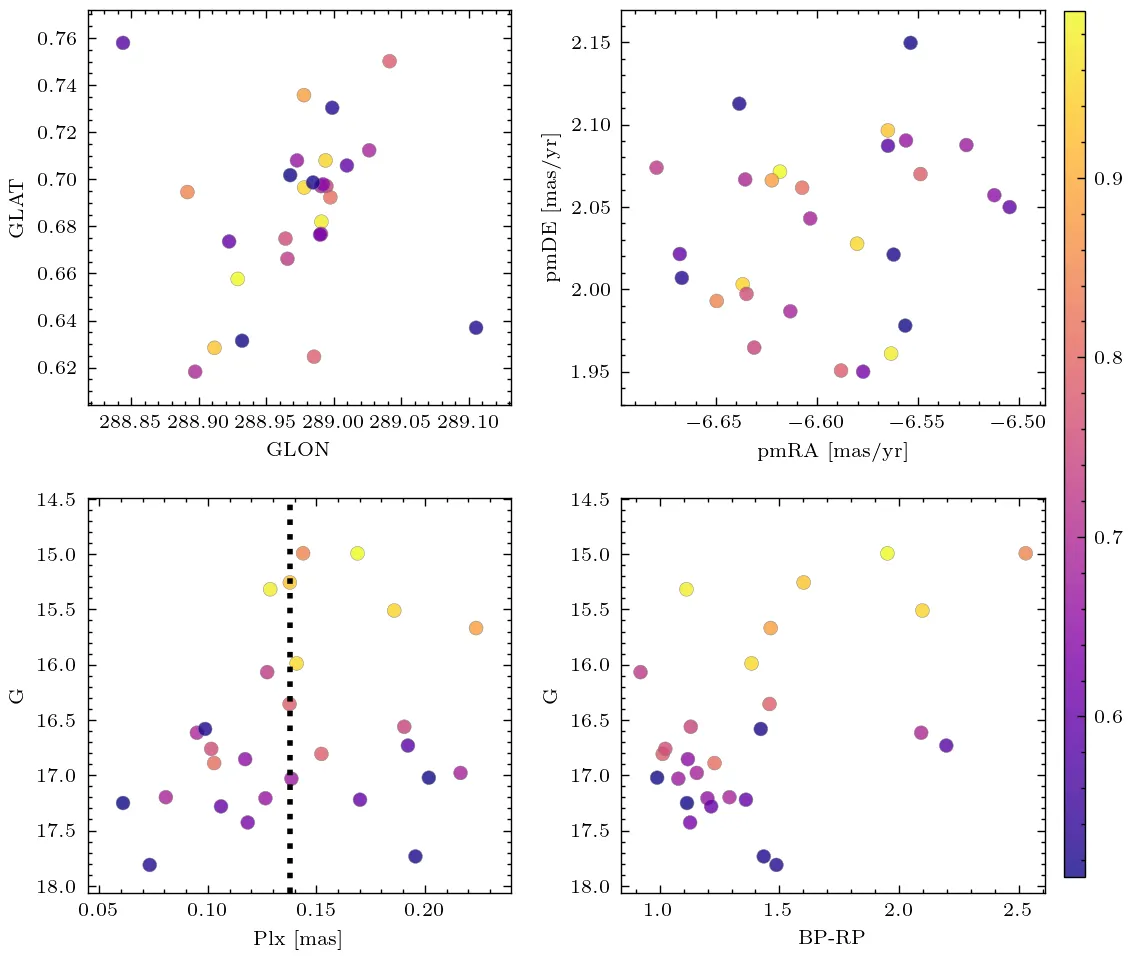 0.76
0.74
0.72
0.70
0.68
0.66
0.64
0.62
GLAT
288.85 288.90 288.95 289.00 289.05 289.10
GLON
2.15
2.10
2.05
2.00
1.95
pmDE [mas/yr]
−6.65 −6.60 −6.55 −6.50
pmRA [mas/yr]
0.9
0.8
0.7
0.6
14.5
15.0
15.5
16.0
16.5
17.0
17.5
18.0
G
0.05 0.10 0.15 0.20
Plx [mas]
14.5
15.0
15.5
16.0
16.5
17.0
17.5
18.0
G
1.0 1.5 2.0 2.5
BP-RP